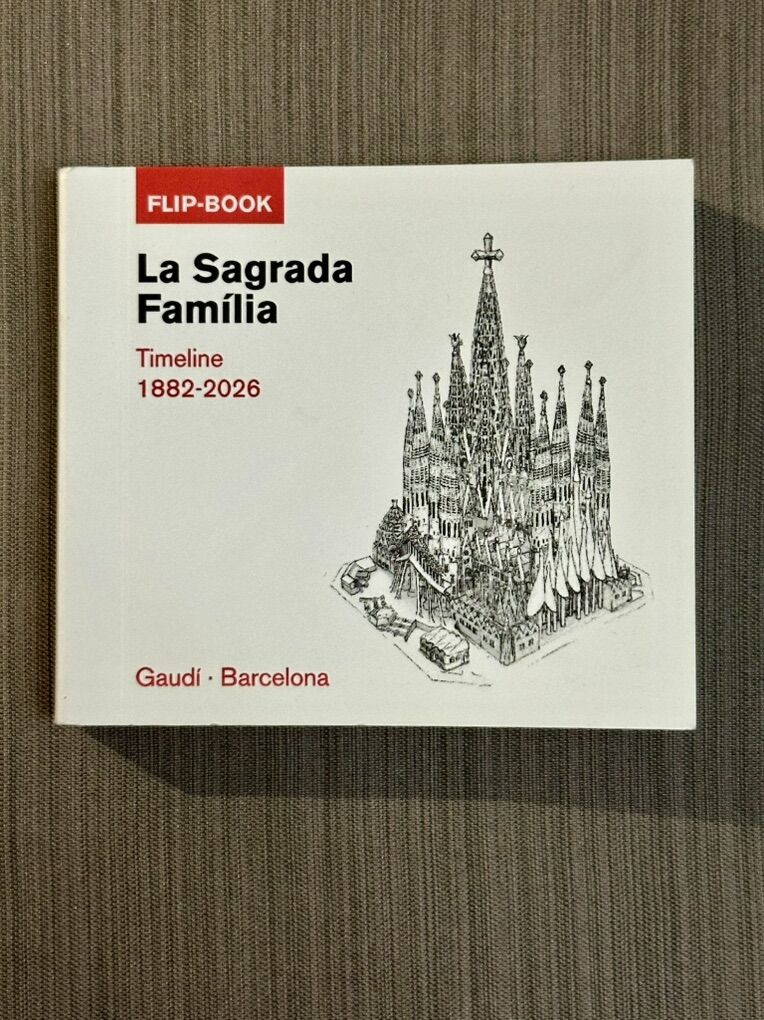 FLIP-BOOK
La Sagrada
Família
Timeline
1882-2026
Gaudí · Barcelona